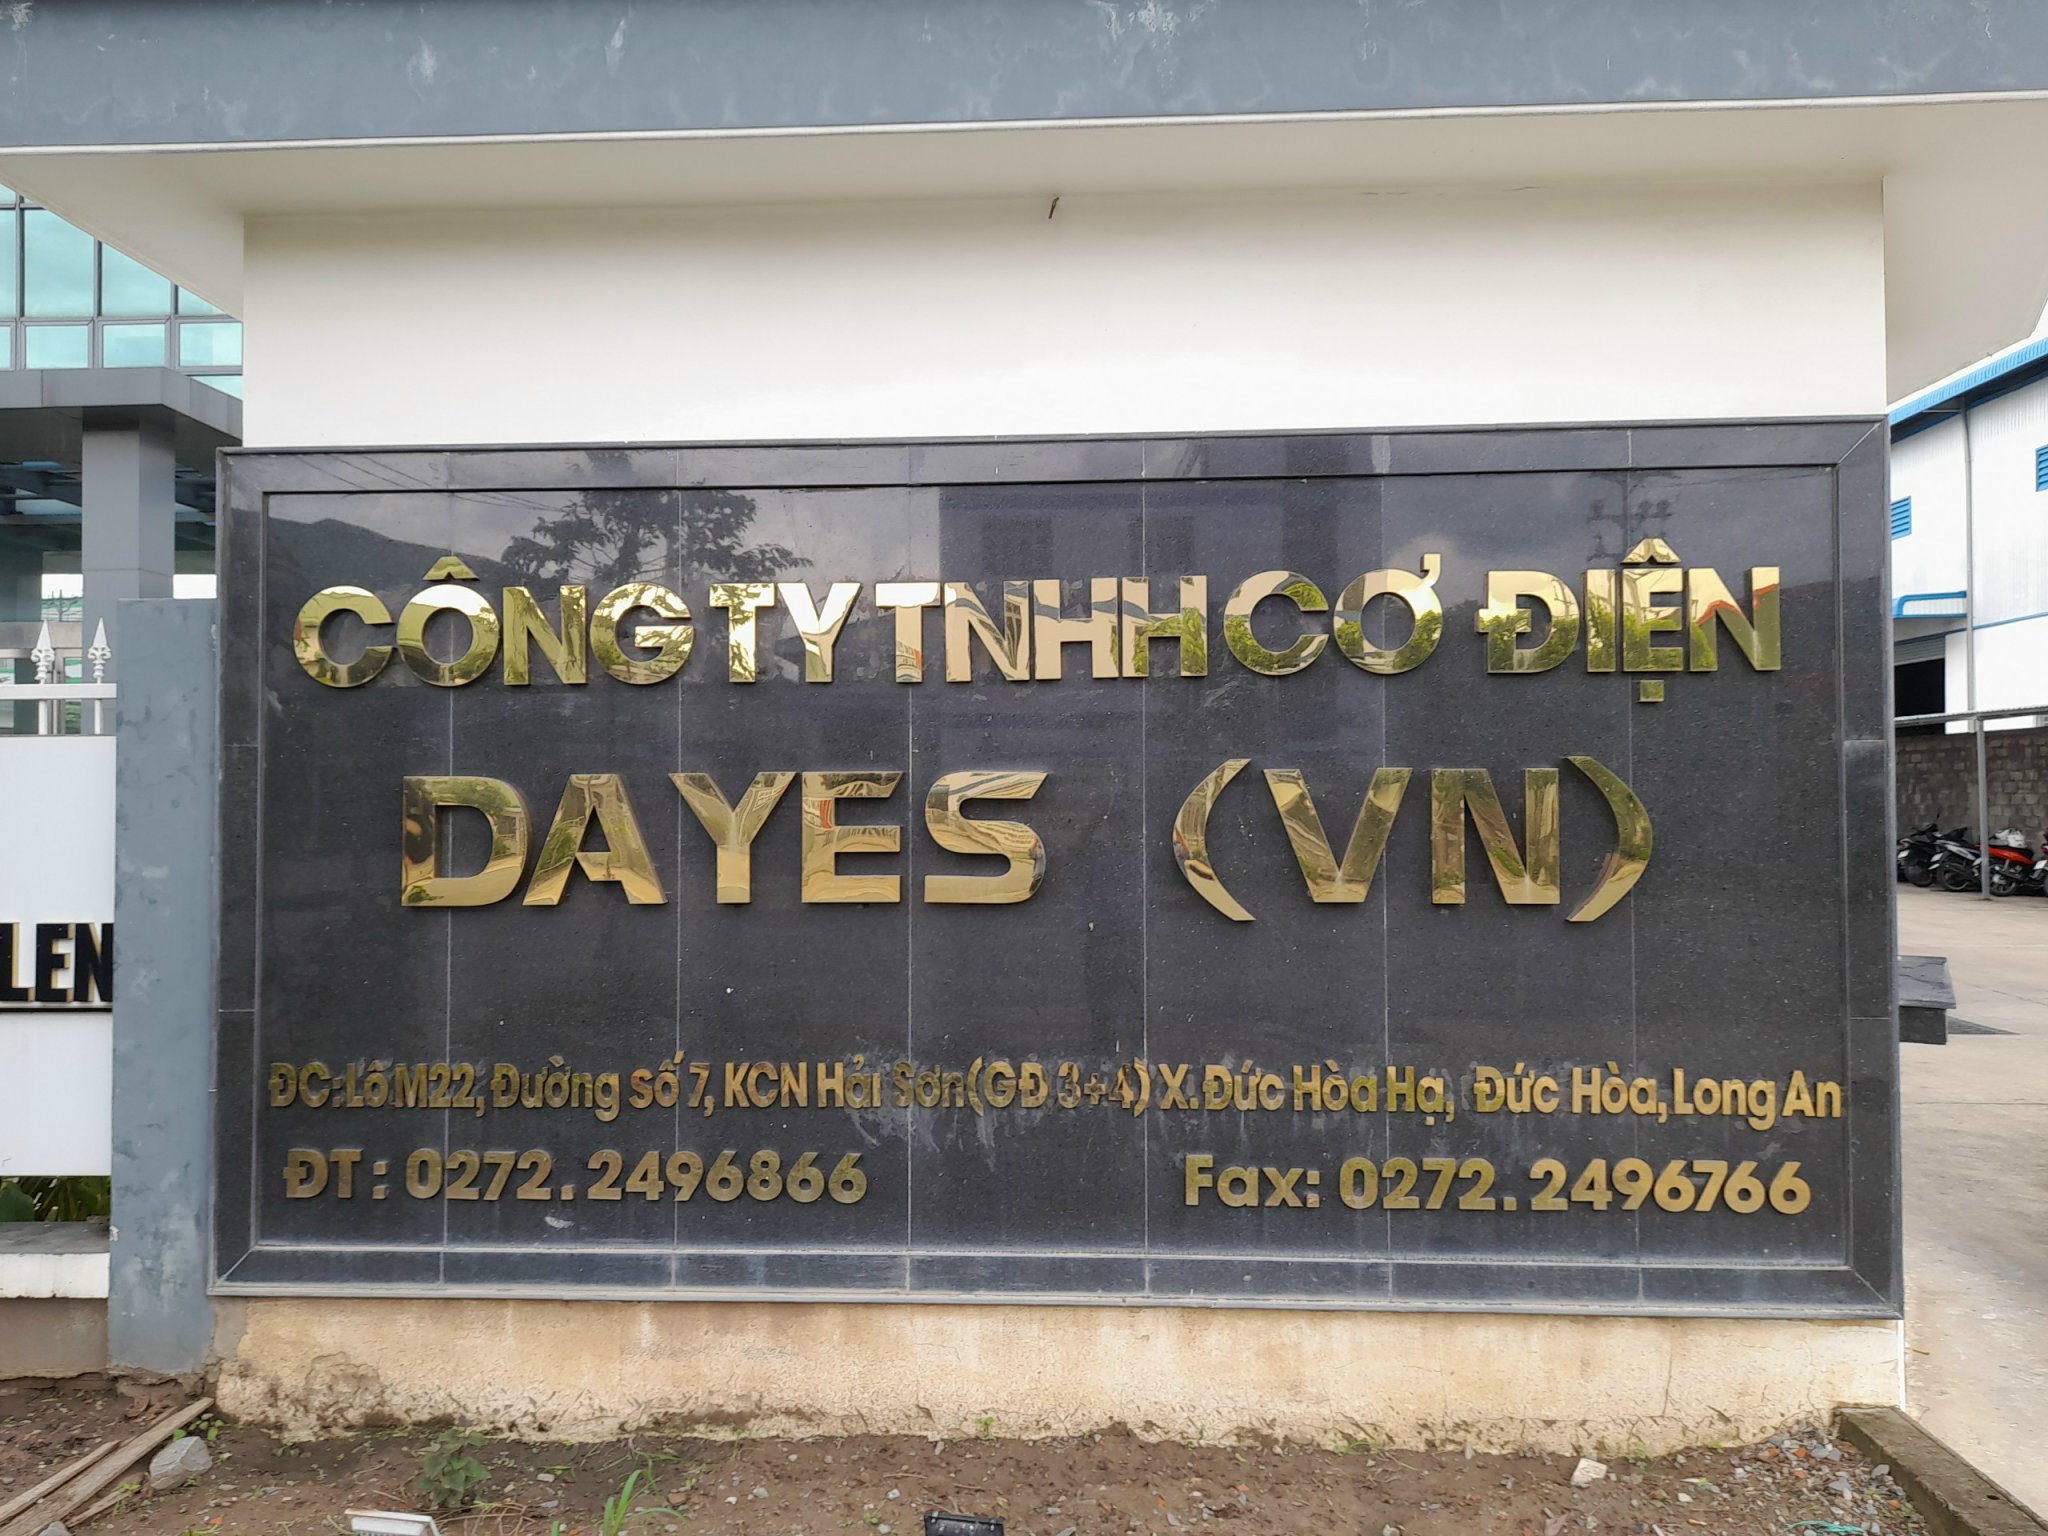 CÔNG TY TNHH CƠ ĐIỆN
DAYES (VN)
ĐC: Lô M22, Đường số 7, KCN Hải Sơn (GĐ 3+4) X. Đức Hòa Hạ, Đức Hòa, Long An
ĐT : 0272. 2496866
Fax: 0272. 2496766
LEN